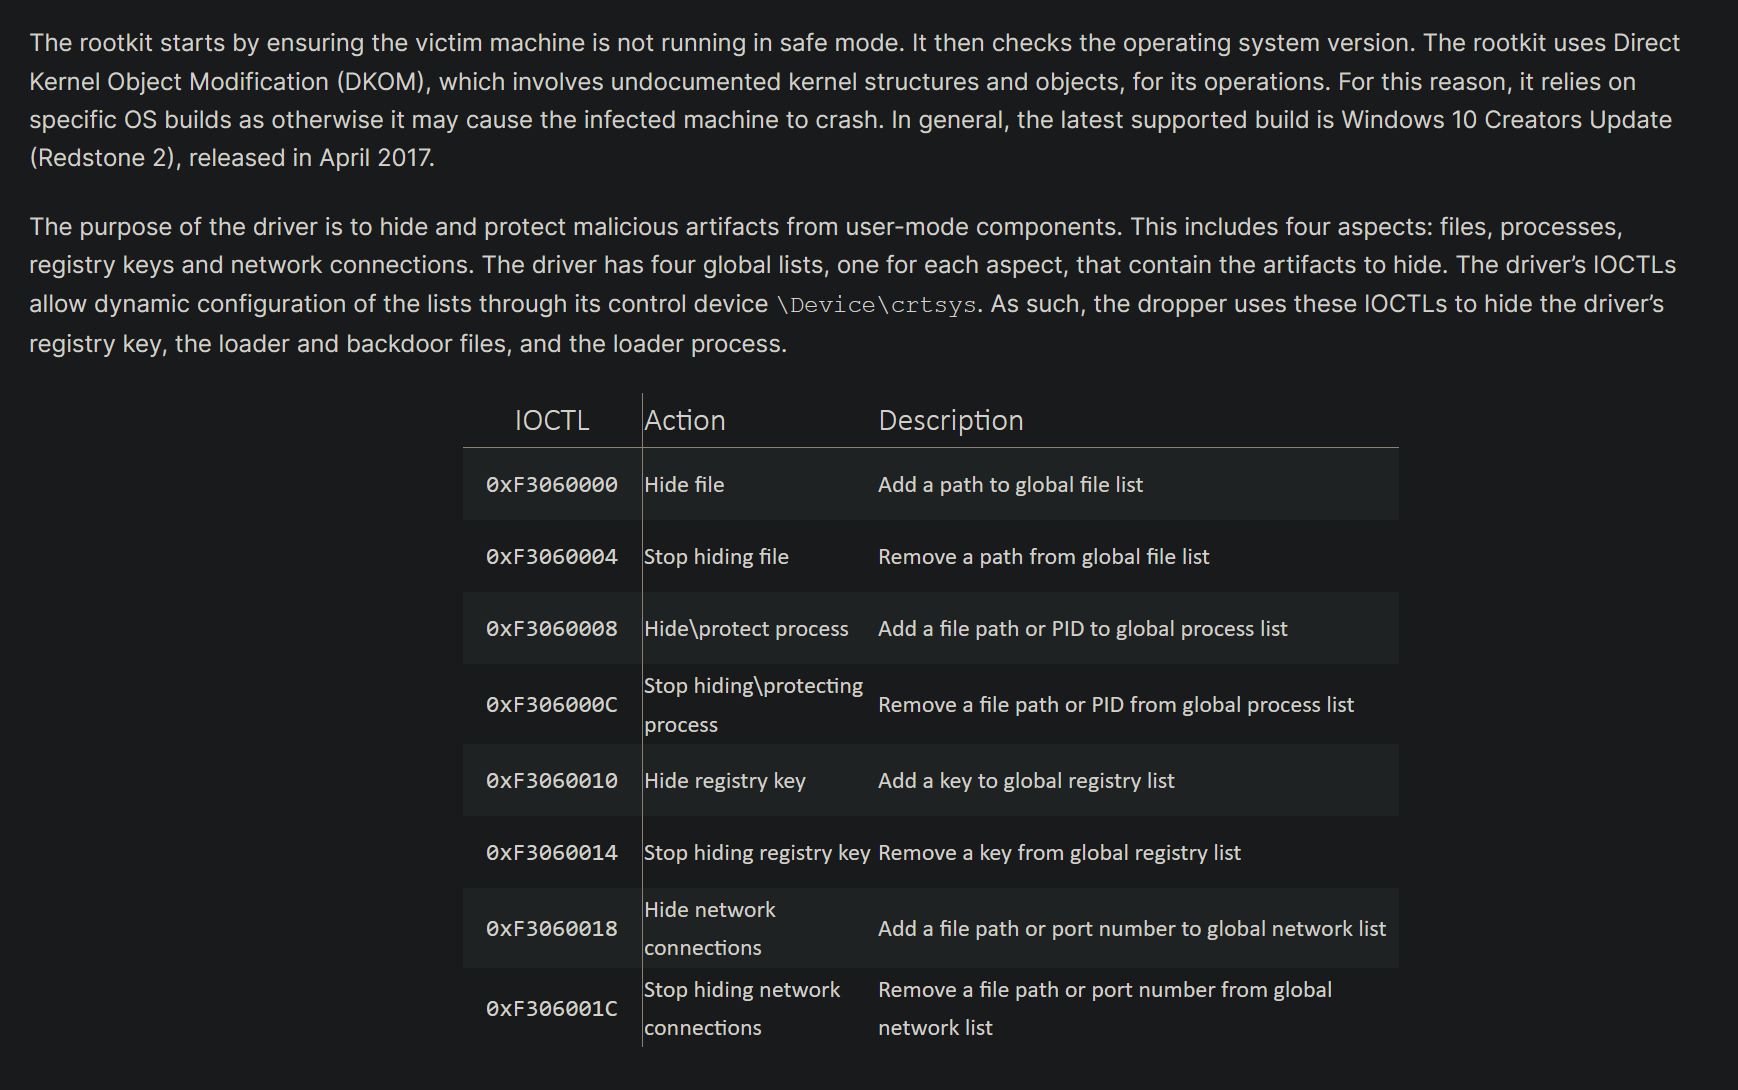 The rootkit starts by ensuring the victim machine is not running in safe mode. It then checks the operating system version. The rootkit uses Direct
Kernel Object Modification (DKOM), which involves undocumented kernel structures and objects, for its operations. For this reason, it relies on
specific OS builds as otherwise it may cause the infected machine to crash. In general, the latest supported build is Windows 10 Creators Update
(Redstone 2), released in April 2017.
The purpose of the driver is to hide and protect malicious artifacts from user-mode components. This includes four aspects: files, processes,
registry keys and network connections. The driver has four global lists, one for each aspect, that contain the artifacts to hide. The driver’s IOCTLs
allow dynamic configuration of the lists through its control device \Device\crtsys. As such, the dropper uses these IOCTLs to hide the driver’s
registry key, the loader and backdoor files, and the loader process.
IOCTL Action Description
0xF3060000 Hide file Add a path to global file list
0xF3060004 Stop hiding file Remove a path from global file list
0xF3060008 Hide\protect process Add a file path or PID to global process list
0xF306000C Stop hiding\protecting
process Remove a file path or PID from global process list
0xF3060010 Hide registry key Add a key to global registry list
0xF3060014 Stop hiding registry key Remove a key from global registry list
0xF3060018 Hide network
connections Add a file path or port number to global network list
0xF306001C Stop hiding network
connections Remove a file path or port number from global
network list